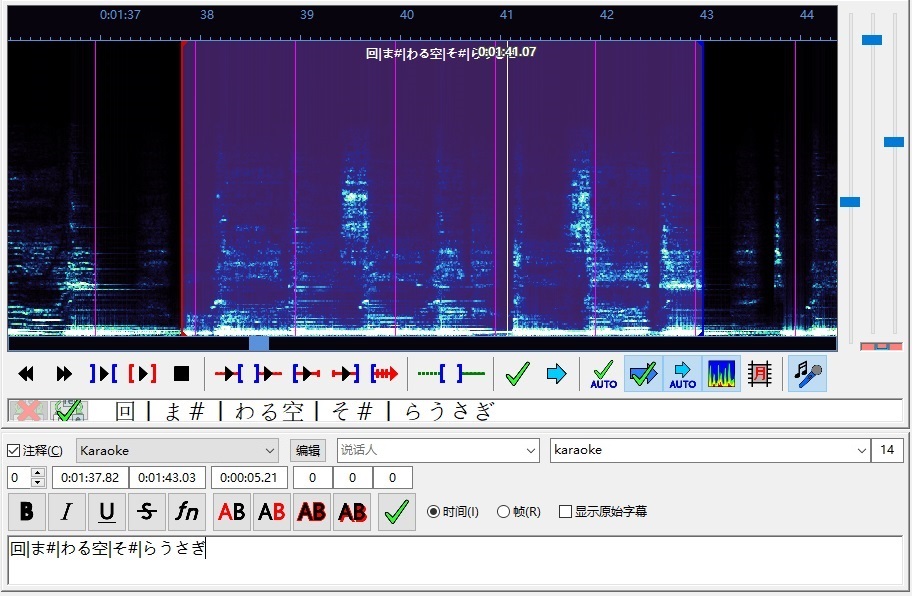 0:01:37 38 39 40 41 42 43 44
回|ま#|わる空|そ#|らうさぎ
0:01:41.07
AUTO AUTO 月
回|ま#|わる空|そ#|らうさぎ
注释(C) Karaoke 编辑 说话人 karaoke 14
0 0:01:37.82 0:01:43.03 0:00:05.21 0 0 0
B I U S fn AB AB AB AB 时间(I) 帧(R) 显示原始字幕
回|ま#|わる空|そ#|らうさぎ